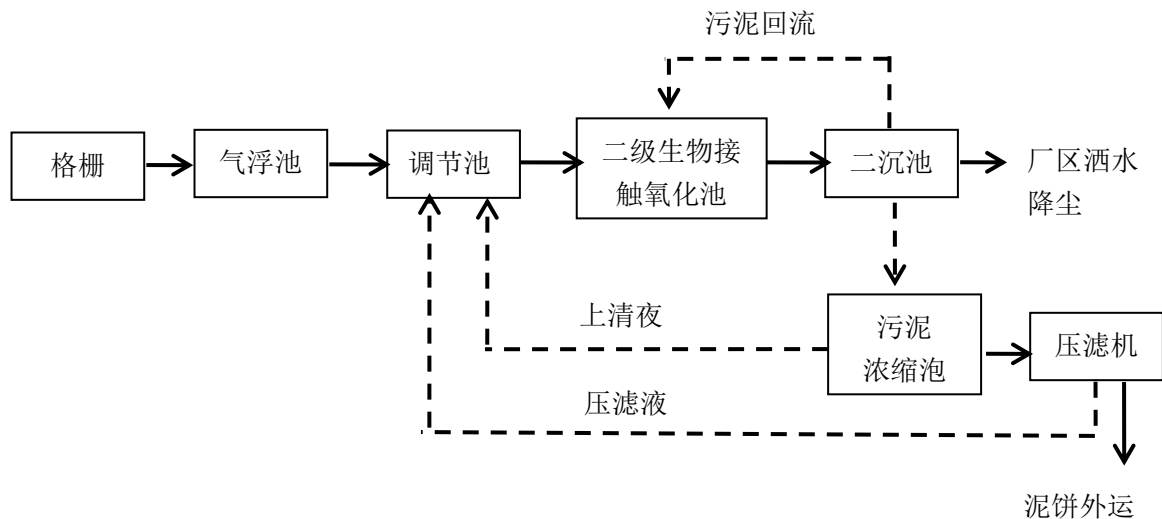 污泥回流
格栅
气浮池
调节池
二级生物接
触氧化池
二沉池
厂区洒水
降尘
上清夜
污泥
浓缩泡
压滤机
压滤液
泥饼外运